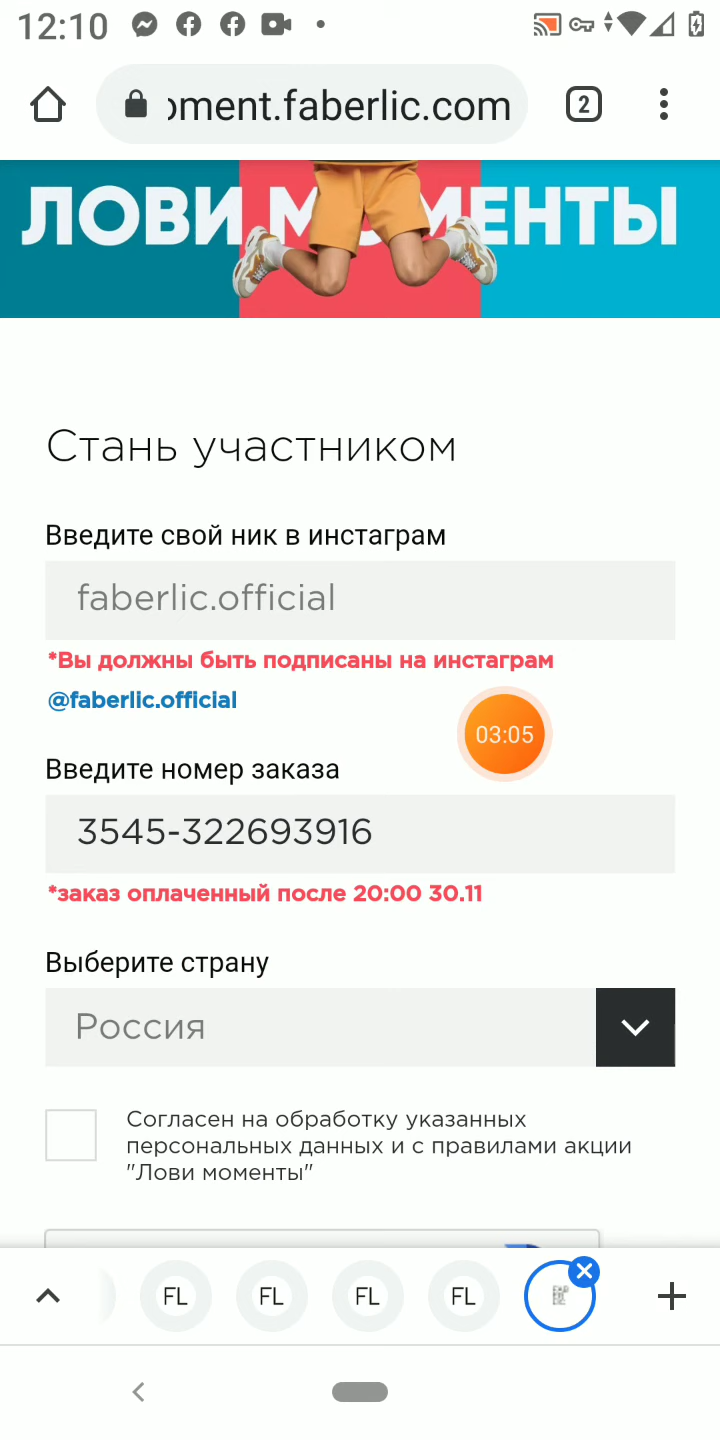 12:10
oment.faberlic.com
2
ЛОВИ МОМЕНТЫ
Стань участником
Введите свой ник в инстаграм
faberlic.official
*Вы должны быть подписаны на инстаграм
@faberlic.official
03:05
Введите номер заказа
3545-322693916
*заказ оплаченный после 20:00 30.11
Выберите страну
Россия
Согласен на обработку указанных
персональных данных и с правилами акции
"Лови моменты"
FL FL FL FL